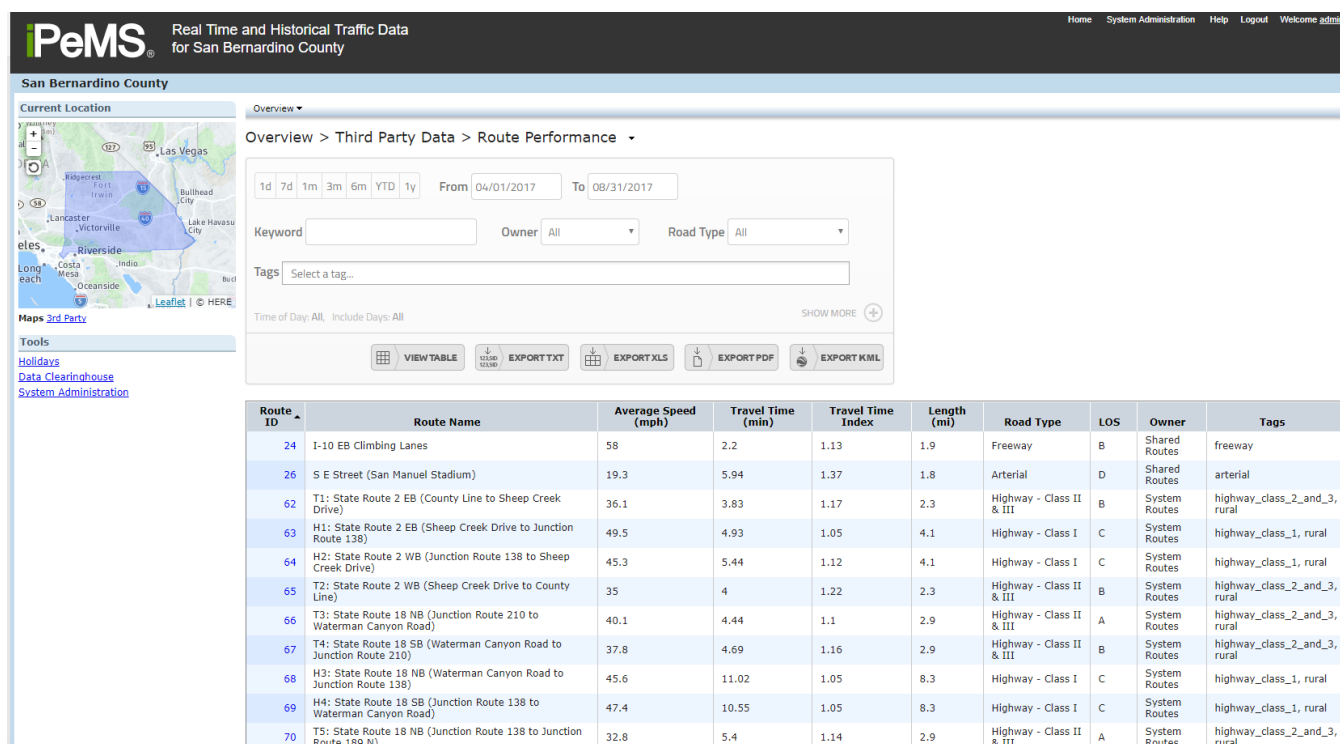 iPeMS®
Real Time and Historical Traffic Data
for San Bernardino County
Home System Administration Help Logout Welcome admi
San Bernardino County
Current Location
Overview
Overview > Third Party Data > Route Performance
+
-
127
95
Las Vegas
Ridgecrest
Fort
Irwin
15
Bullhead
City
58
Lancaster
Victorville
40
Lake Havasu
City
eles
Riverside
Long
each
Costa
Mesa
Indio
Oceanside
5
Leaflet | © HERE
Maps 3rd Party
Tools
Holidays
Data Clearinghouse
System Administration
1d 7d 1m 3m 6m YTD 1y From 04/01/2017 To 08/31/2017
Keyword Owner All Road Type All
Tags Select a tag...
Time of Day: All, Include Days: All SHOW MORE
VIEW TABLE EXPORT TXT EXPORT XLS EXPORT PDF EXPORT KML
Route ID Route Name Average Speed (mph) Travel Time (min) Travel Time Index Length (mi) Road Type LOS Owner Tags
24 I-10 EB Climbing Lanes 58 2.2 1.13 1.9 Freeway B Shared Routes freeway
26 S E Street (San Manuel Stadium) 19.3 5.94 1.37 1.8 Arterial D Shared Routes arterial
62 T1: State Route 2 EB (County Line to Sheep Creek Drive) 36.1 3.83 1.17 2.3 Highway - Class II & III B System Routes highway_class_2_and_3, rural
63 H1: State Route 2 EB (Sheep Creek Drive to Junction Route 138) 49.5 4.93 1.05 4.1 Highway - Class I C System Routes highway_class_1, rural
64 H2: State Route 2 WB (Junction Route 138 to Sheep Creek Drive) 45.3 5.44 1.12 4.1 Highway - Class I C System Routes highway_class_1, rural
65 T2: State Route 2 WB (Sheep Creek Drive to County Line) 35 4 1.22 2.3 Highway - Class II & III B System Routes highway_class_2_and_3, rural
66 T3: State Route 18 NB (Junction Route 210 to Waterman Canyon Road) 40.1 4.44 1.1 2.9 Highway - Class II & III A System Routes highway_class_2_and_3, rural
67 T4: State Route 18 SB (Waterman Canyon Road to Junction Route 210) 37.8 4.69 1.16 2.9 Highway - Class II & III B System Routes highway_class_2_and_3, rural
68 H3: State Route 18 NB (Waterman Canyon Road to Junction Route 138) 45.6 11.02 1.05 8.3 Highway - Class I C System Routes highway_class_1, rural
69 H4: State Route 18 SB (Junction Route 138 to Waterman Canyon Road) 47.4 10.55 1.05 8.3 Highway - Class I C System Routes highway_class_1, rural
70 T5: State Route 18 NB (Junction Route 138 to Junction Route 189 N) 32.8 5.4 1.14 2.9 Highway - Class II & III A System Routes highway_class_2_and_3, rural